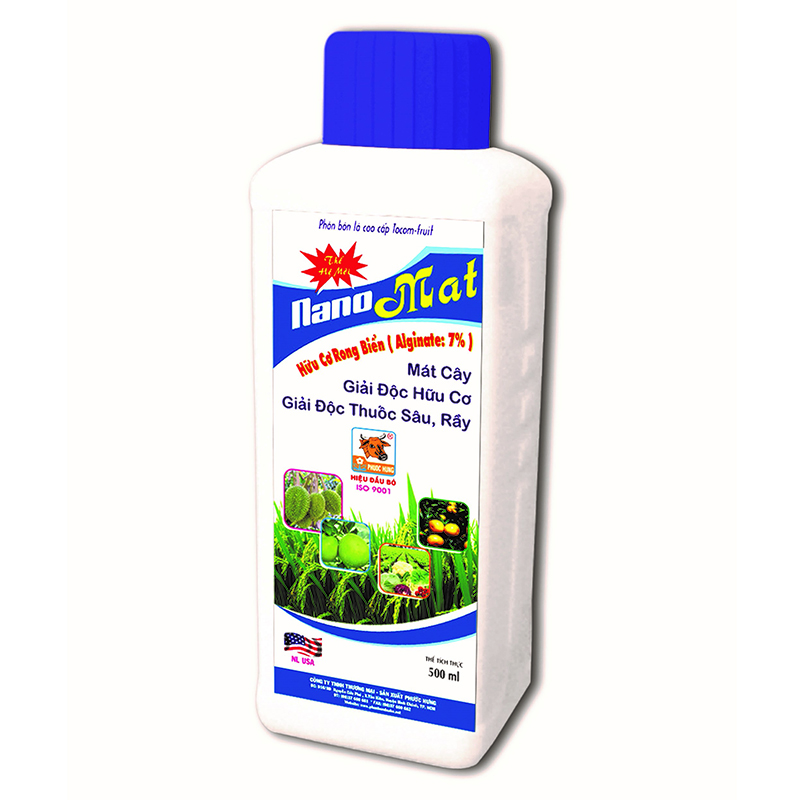 Phân bón lá cao cấp Tocom-fruit
Thế
Hệ Mới
Nano Mat
Hữu Cơ Rong Biển ( Alginate: 7% )
Mát Cây
Giải Độc Hữu Cơ
Giải Độc Thuốc Sâu, Rầy
PHƯỚC HƯNG
HIỆU ĐẦU BÒ
ISO 9001
NL USA
THỂ TÍCH THỰC
500 ml
CÔNG TY TNHH THƯƠNG MẠI - SẢN XUẤT PHƯỚC HƯNG